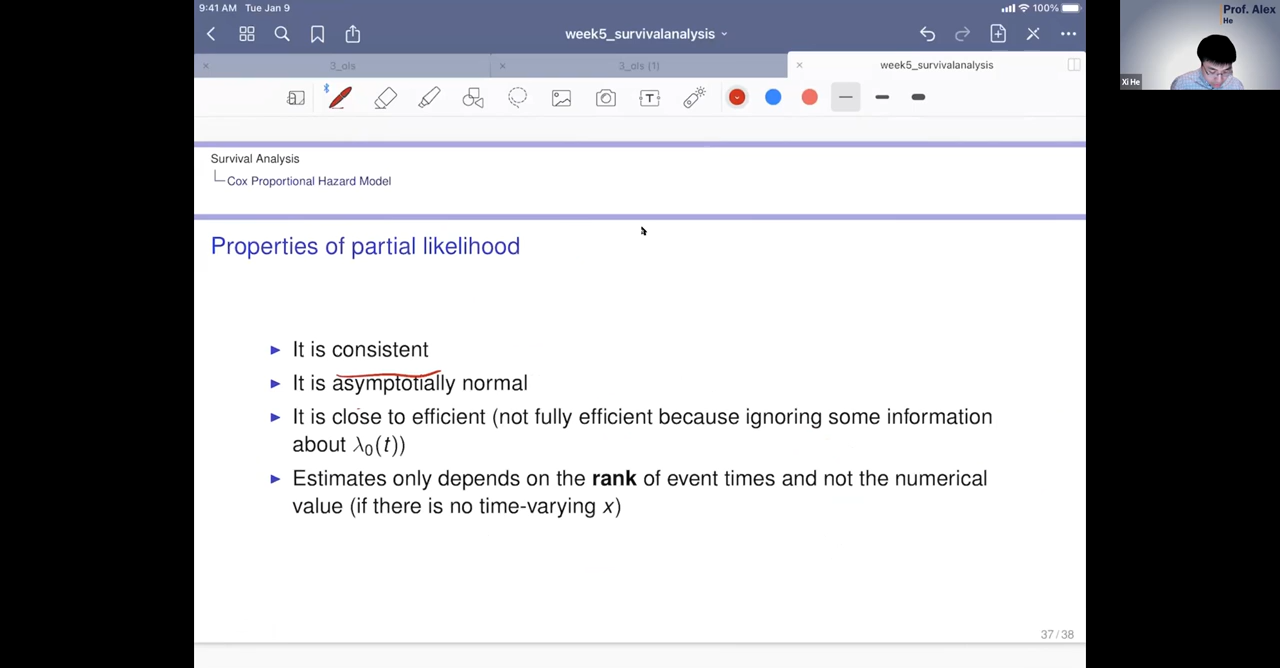 9:41 AM Tue Jan 9
100%
week5_survivalanalysis
3_ols
3_ols (1)
week5_survivalanalysis
T
Prof. Alex
He
Xi He
Survival Analysis
Cox Proportional Hazard Model
Properties of partial likelihood
► It is consistent
► It is asymptotially normal
► It is close to efficient (not fully efficient because ignoring some information
about λ₀(t))
► Estimates only depends on the rank of event times and not the numerical
value (if there is no time-varying x)
37 / 38